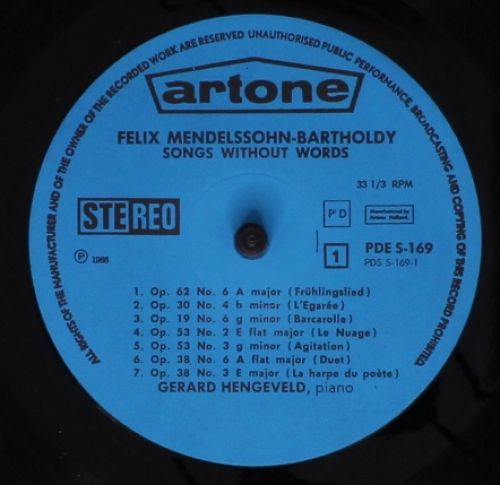 ALL RIGHTS OF THE MANUFACTURER AND OF THE OWNER OF THE RECORDED WORK ARE RESERVED UNAUTHORISED PUBLIC PERFORMANCE, BROADCASTING AND COPYING OF THIS RECORD PROHIBITED.
artone
FELIX MENDELSSOHN-BARTHOLDY
SONGS WITHOUT WORDS
33 1/3 RPM
STEREO
P'D
Manufactured by
Artone Holland.
℗ 1966
1
PDE S-169
PDS S-169-1
1. Op. 62 No. 6 A major (Frühlingslied)
2. Op. 30 No. 4 b minor (L'Egarée)
3. Op. 19 No. 6 g minor (Barcarolle)
4. Op. 53 No. 2 E flat major (Le Nuage)
5. Op. 53 No. 3 g minor (Agitation)
6. Op. 38 No. 6 A flat major (Duet)
7. Op. 38 No. 3 E major (La harpe du poète)
GERARD HENGEVELD, piano